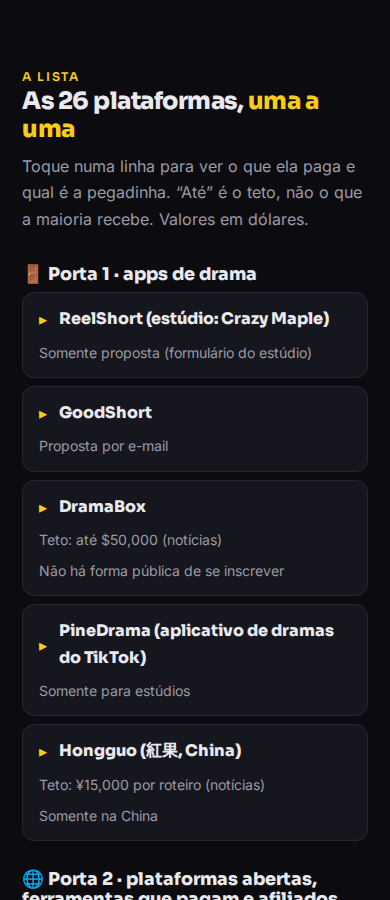 A LISTA
As 26 plataformas, uma a
uma
Toque numa linha para ver o que ela paga e
qual é a pegadinha. “Até” é o teto, não o que
a maioria recebe. Valores em dólares.
🚪 Porta 1 · apps de drama
▸ ReelShort (estúdio: Crazy Maple)
Somente proposta (formulário do estúdio)
▸ GoodShort
Proposta por e-mail
▸ DramaBox
Teto: até $50,000 (notícias)
Não há forma pública de se inscrever
▸ PineDrama (aplicativo de dramas
do TikTok)
Somente para estúdios
▸ Hongguo (紅果, China)
Teto: ¥15,000 por roteiro (notícias)
Somente na China
🌐 Porta 2 · plataformas abertas,
ferramentas que pagam e afiliados